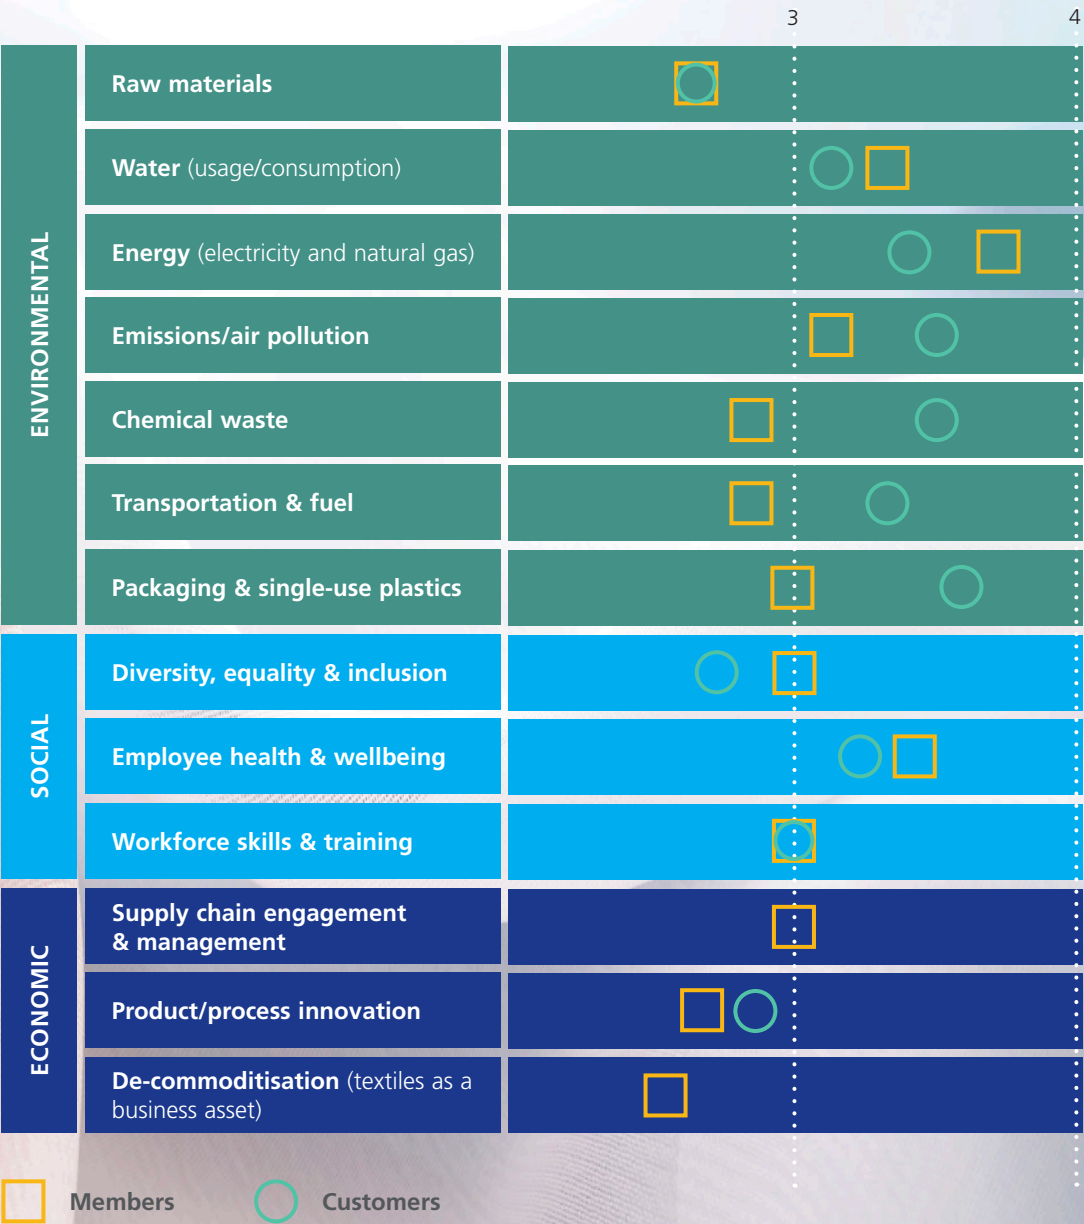 3
4
ENVIRONMENTAL
Raw materials
Water (usage/consumption)
Energy (electricity and natural gas)
Emissions/air pollution
Chemical waste
Transportation & fuel
Packaging & single-use plastics
SOCIAL
Diversity, equality & inclusion
Employee health & wellbeing
Workforce skills & training
ECONOMIC
Supply chain engagement
& management
Product/process innovation
De-commoditisation (textiles as a
business asset)
Members
Customers